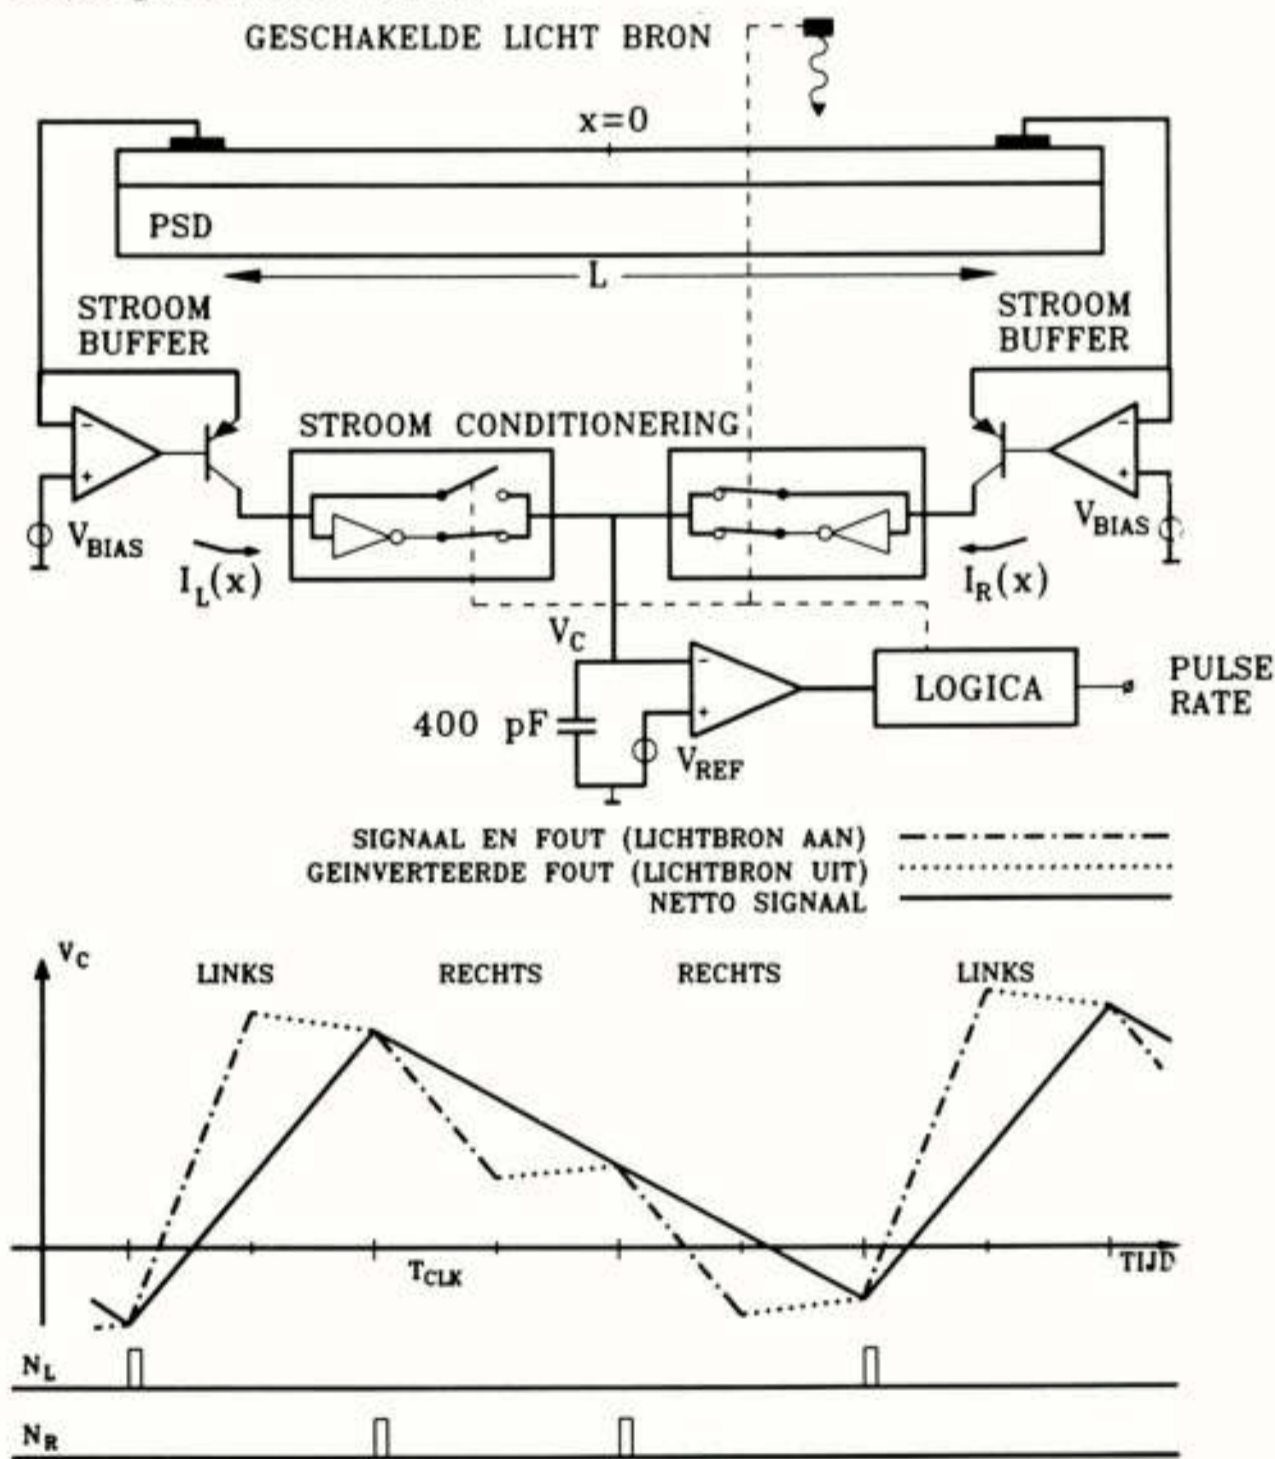 GESCHAKELDE LICHT BRON
x=0
PSD
L
STROOM
BUFFER
STROOM
BUFFER
STROOM CONDITIONERING
- 
+
-
+
V_BIAS
V_BIAS
I_L(x)
I_R(x)
V_C
-
+
LOGICA
PULSE
RATE
400 pF
V_REF
SIGNAAL EN FOUT (LICHTBRON AAN)
GEINVERTEERDE FOUT (LICHTBRON UIT)
NETTO SIGNAAL
V_C
LINKS RECHTS RECHTS LINKS
T_CLK
TIJD
N_L
N_R